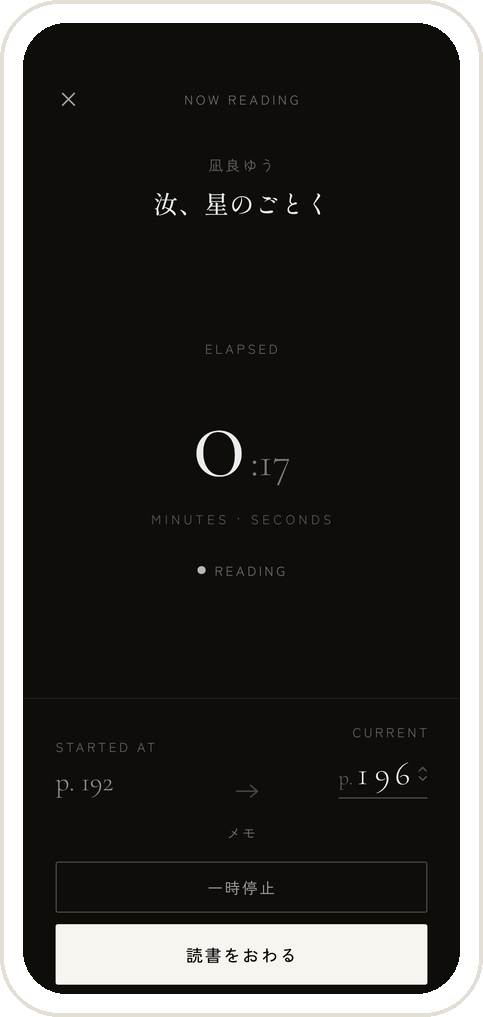 NOW READING
凪良ゆう
汝、星のごとく
ELAPSED
0:17
MINUTES · SECONDS
READING
STARTED AT
p. 192
→
CURRENT
p. 196
メモ
一時停止
読書をおわる